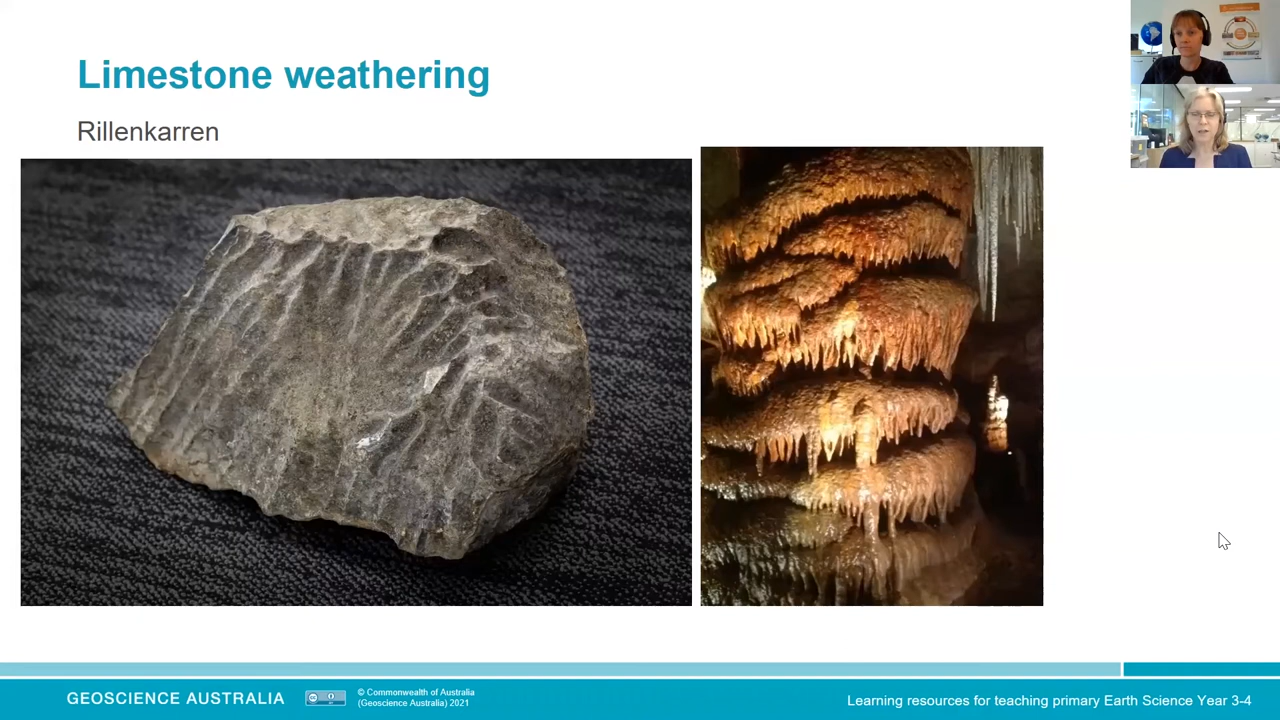 Limestone weathering
Rillenkarren
GEOSCIENCE AUSTRALIA
© Commonwealth of Australia
(Geoscience Australia) 2021
Learning resources for teaching primary Earth Science Year 3-4